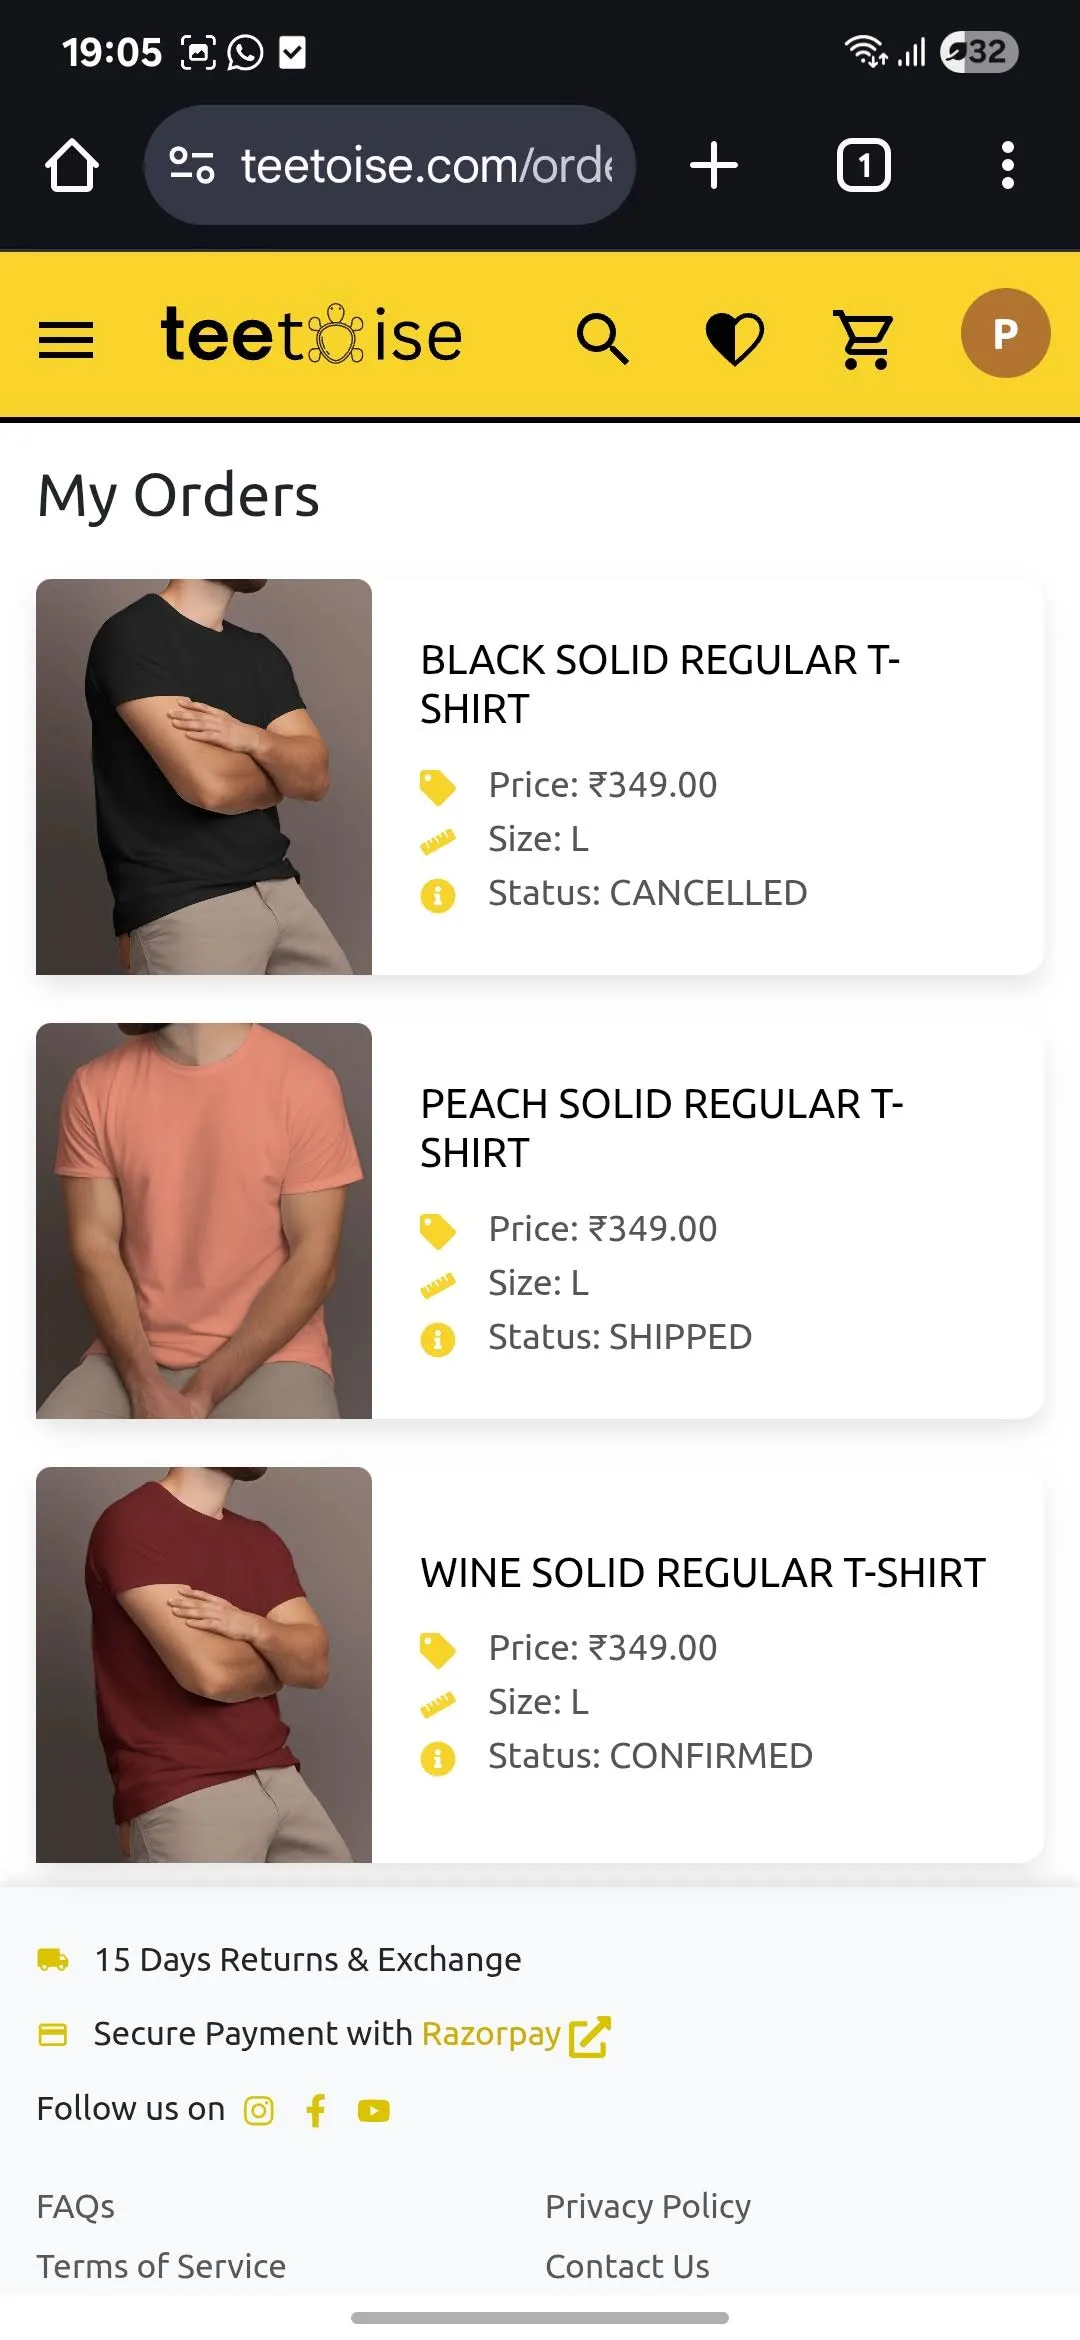 19:05
32
teetoise.com/orde
1
teetoise
P
My Orders
BLACK SOLID REGULAR T-
SHIRT
Price: ₹349.00
Size: L
Status: CANCELLED
PEACH SOLID REGULAR T-
SHIRT
Price: ₹349.00
Size: L
Status: SHIPPED
WINE SOLID REGULAR T-SHIRT
Price: ₹349.00
Size: L
Status: CONFIRMED
15 Days Returns & Exchange
Secure Payment with Razorpay
Follow us on
FAQs
Privacy Policy
Terms of Service
Contact Us